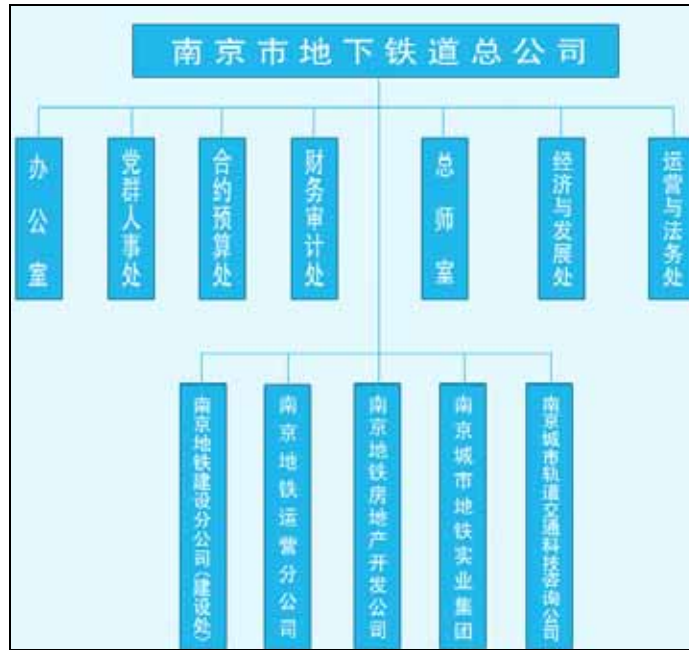 南京市地下铁道总公司
办公室
党群人事处
合约预算处
财务审计处
总师室
经济与发展处
运营与法务处
南京地铁建设分公司(建设处)
南京地铁运营分公司
南京地铁房地产开发公司
南京城市地铁实业集团
南京城市轨道交通科技咨询公司